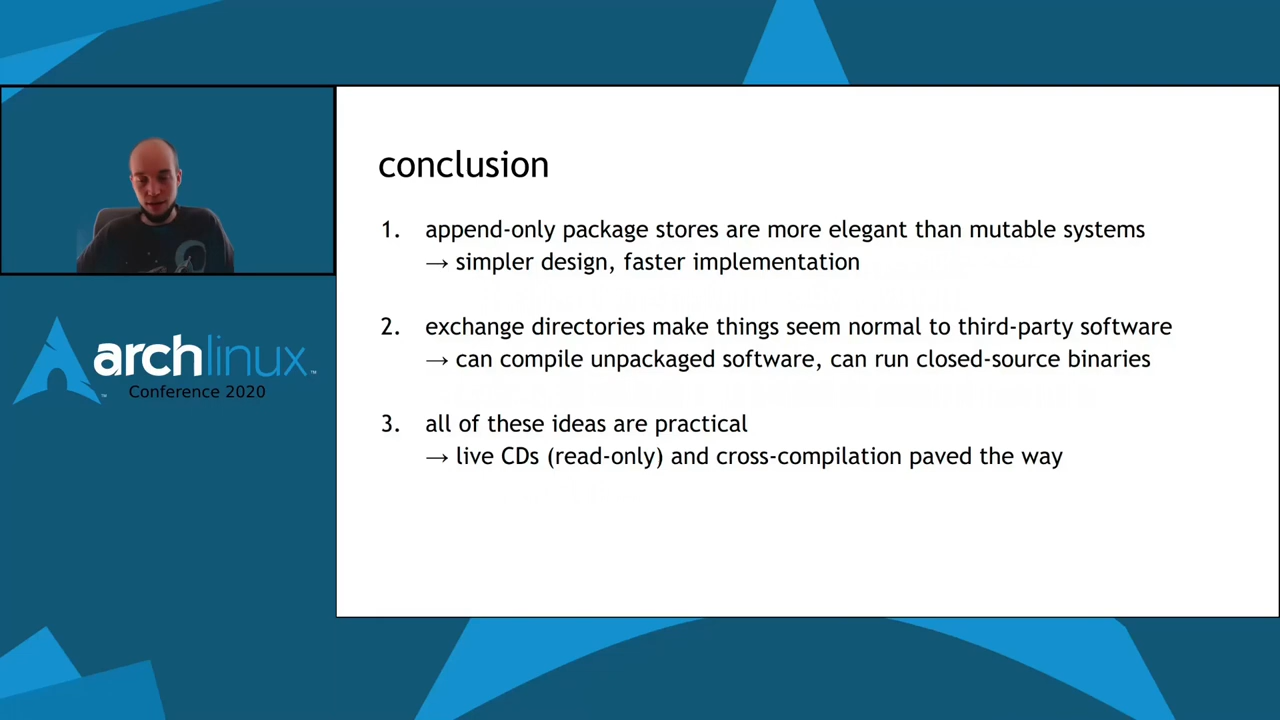 conclusion
1. append-only package stores are more elegant than mutable systems
→ simpler design, faster implementation
2. exchange directories make things seem normal to third-party software
→ can compile unpackaged software, can run closed-source binaries
3. all of these ideas are practical
→ live CDs (read-only) and cross-compilation paved the way
archlinux™
Conference 2020